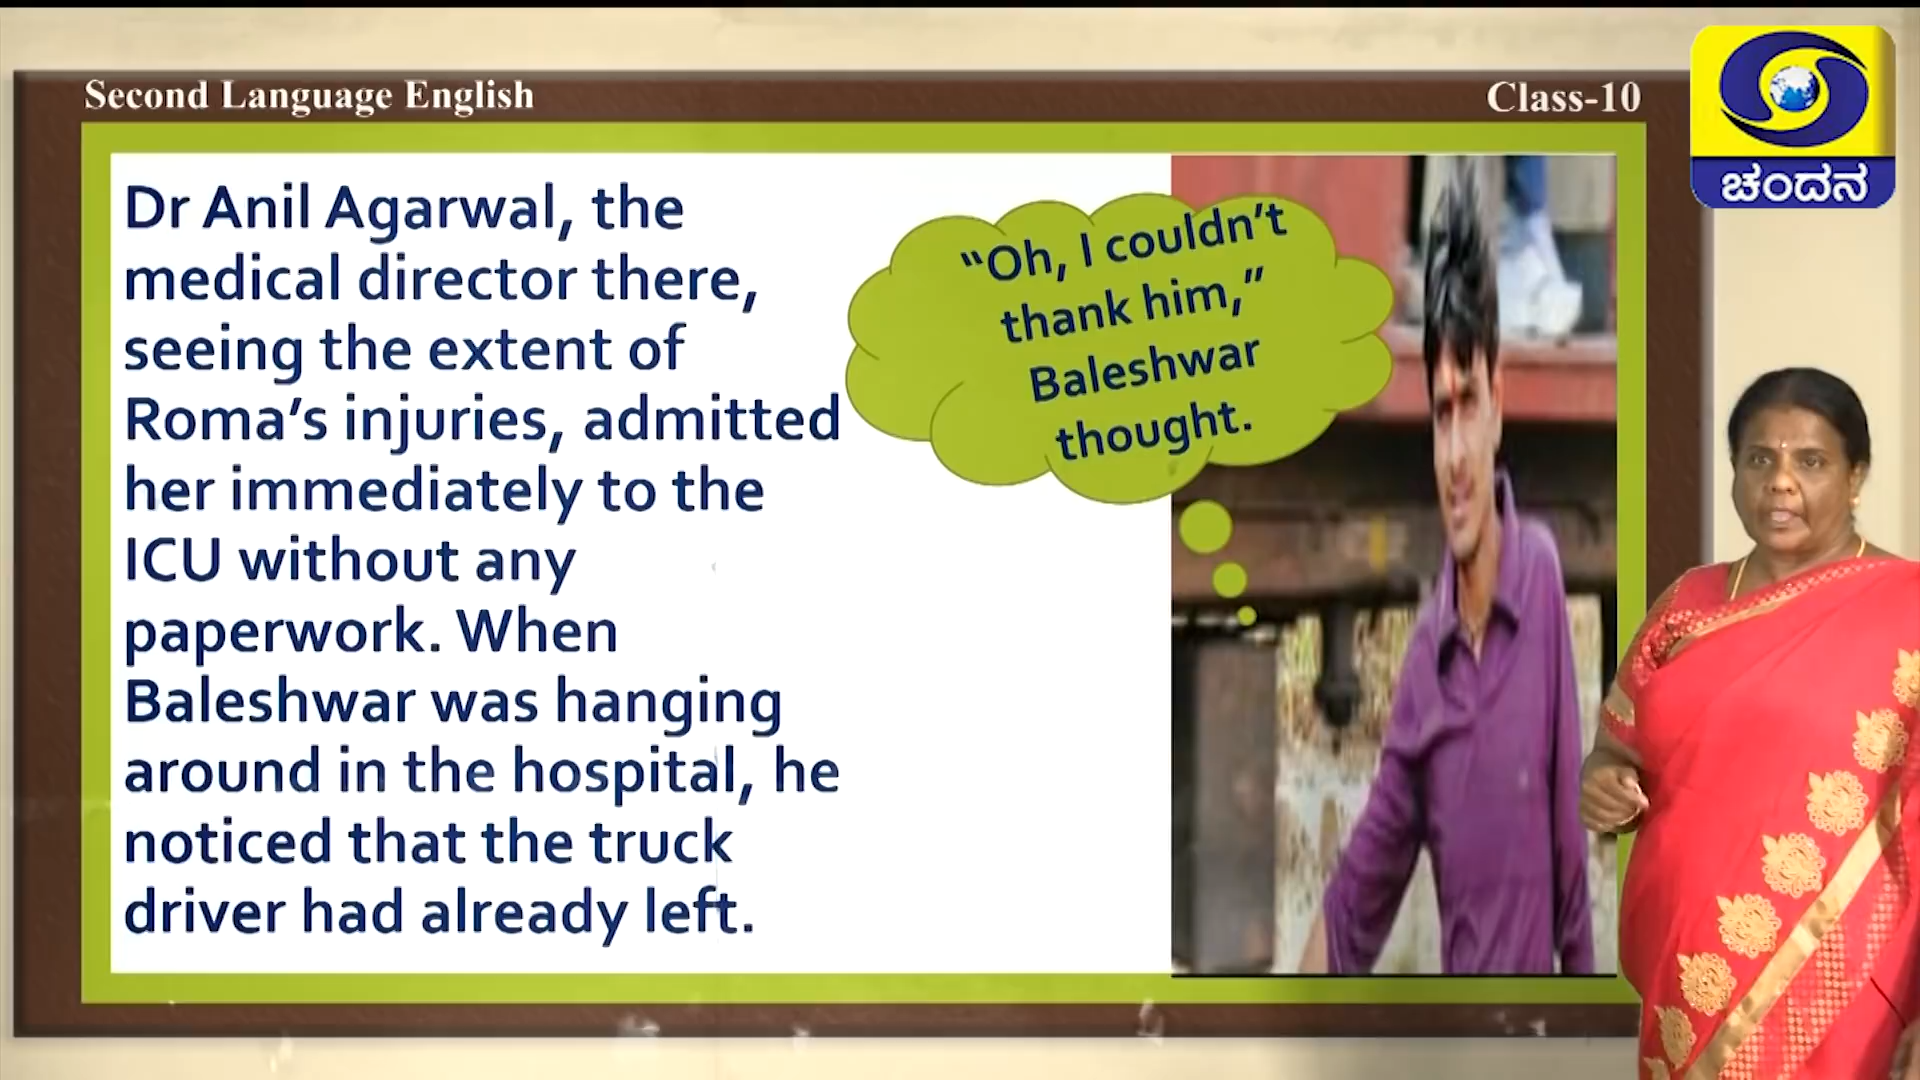 Second Language English
Class-10
ಚಂದನ
Dr Anil Agarwal, the
medical director there,
seeing the extent of
Roma’s injuries, admitted
her immediately to the
ICU without any
paperwork. When
Baleshwar was hanging
around in the hospital, he
noticed that the truck
driver had already left.
“Oh, I couldn’t
thank him,”
Baleshwar
thought.